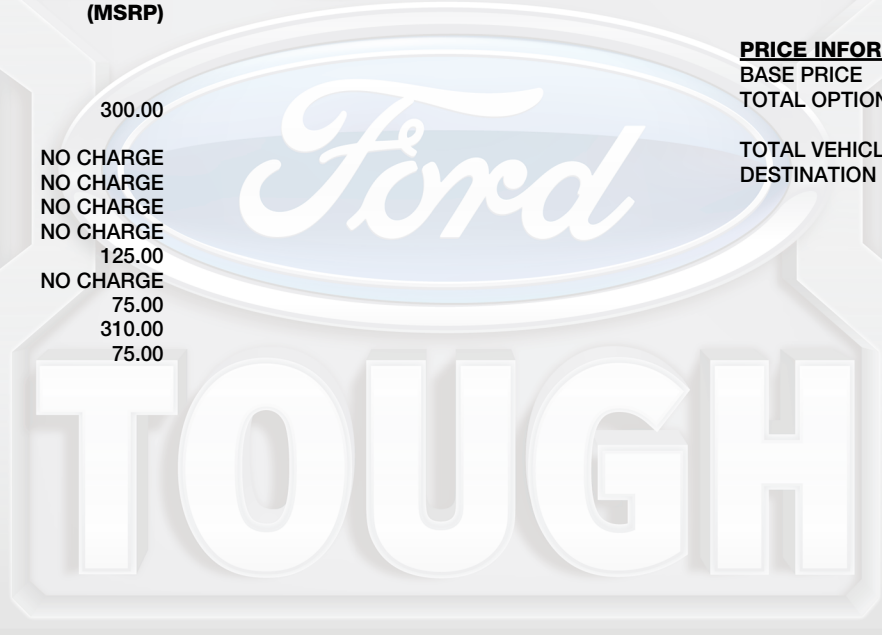 (MSRP)
300.00
NO CHARGE
NO CHARGE
NO CHARGE
NO CHARGE
125.00
NO CHARGE
75.00
310.00
75.00
PRICE INFOR
BASE PRICE
TOTAL OPTION
TOTAL VEHICL
DESTINATION
Ford
TOUGH